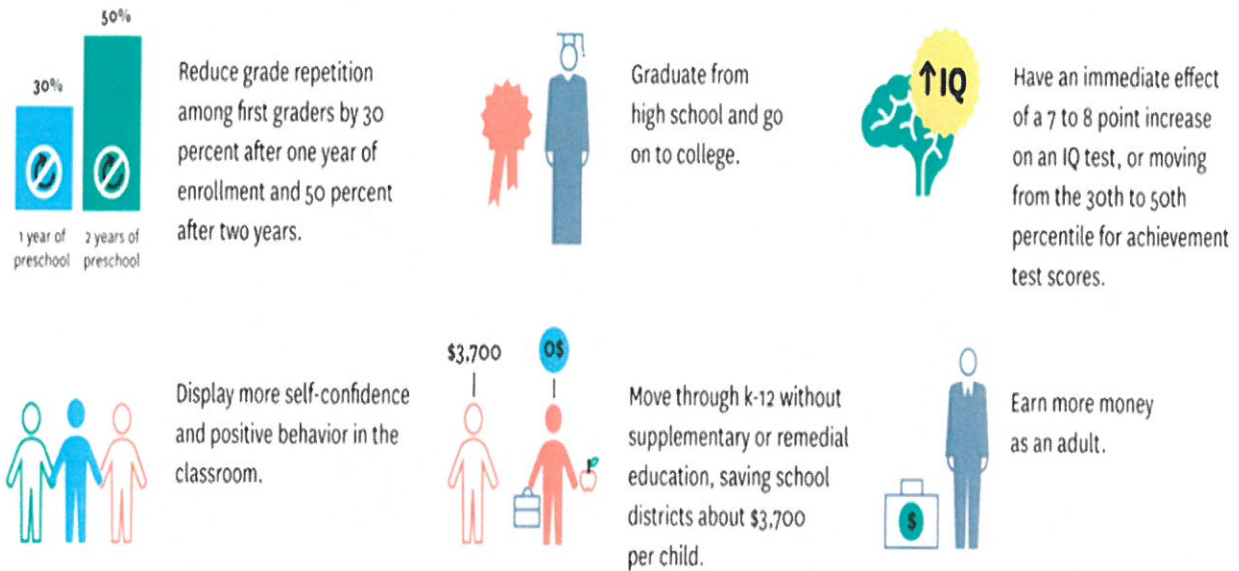 50%
30%
1 year of
preschool
2 years of
preschool
Reduce grade repetition
among first graders by 30
percent after one year of
enrollment and 50 percent
after two years.
Graduate from
high school and go
on to college.
↑IQ
Have an immediate effect
of a 7 to 8 point increase
on an IQ test, or moving
from the 30th to 50th
percentile for achievement
test scores.
Display more self-confidence
and positive behavior in the
classroom.
$3,700
0$
Move through k-12 without
supplementary or remedial
education, saving school
districts about $3,700
per child.
$
Earn more money
as an adult.